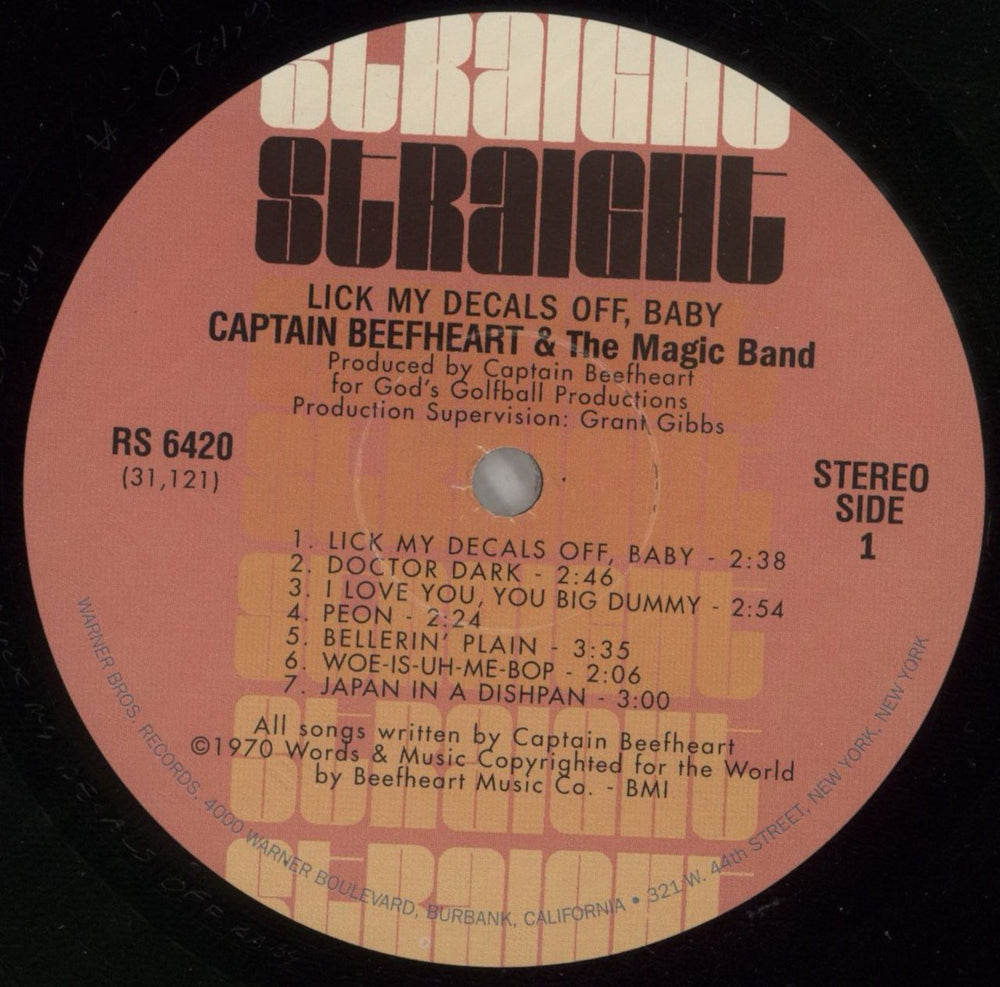 STRAIGHT
STRAIGHT
LICK MY DECALS OFF, BABY
CAPTAIN BEEFHEART & The Magic Band
Produced by Captain Beefheart
for God's Golfball Productions
Production Supervision: Grant Gibbs
RS 6420
(31,121)
STEREO
SIDE
1
STRAIGHT
1. LICK MY DECALS OFF, BABY - 2:38
2. DOCTOR DARK - 2:46
3. I LOVE YOU, YOU BIG DUMMY - 2:54
4. PEON - 2:24
5. BELLERIN' PLAIN - 3:35
6. WOE-IS-UH-ME-BOP - 2:06
7. JAPAN IN A DISHPAN - 3:00
STRAIGHT
All songs written by Captain Beefheart
©1970 Words & Music Copyrighted for the World
by Beefheart Music Co. - BMI
STRAIGHT
STRAIGHT
WARNER BROS. RECORDS, 4000 WARNER BOULEVARD, BURBANK, CALIFORNIA • 321 W. 44th STREET, NEW YORK, NEW YORK